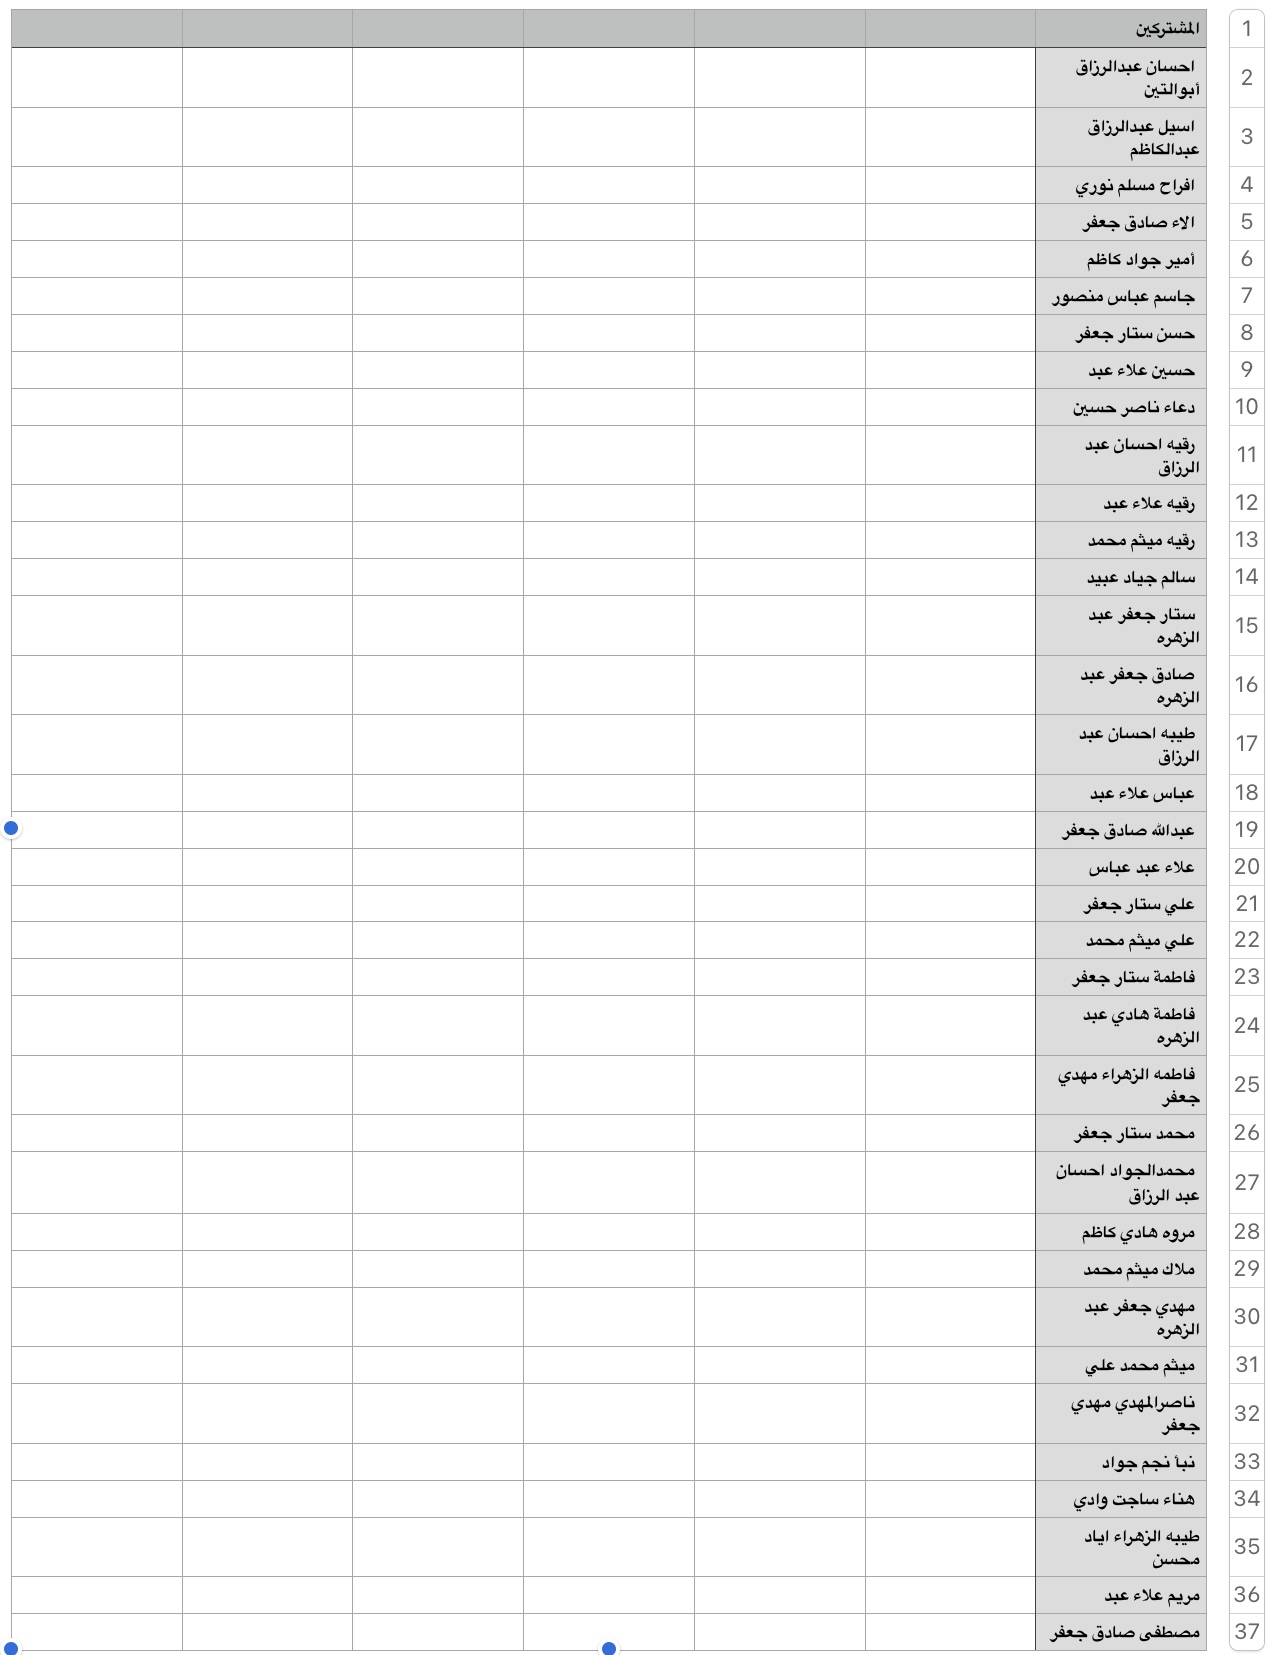 المشتركين
1
احسان عبدالرزاق
أبوالتين
2
اسيل عبدالرزاق
عبدالكاظم
3
افراح مسلم نوري
4
الاء صادق جعفر
5
أمير جواد كاظم
6
جاسم عباس منصور
7
حسن ستار جعفر
8
حسين علاء عبد
9
دعاء ناصر حسين
10
رقيه احسان عبد
الرزاق
11
رقيه علاء عبد
12
رقيه ميثم محمد
13
سالم جياد عبيد
14
ستار جعفر عبد
الزهره
15
صادق جعفر عبد
الزهره
16
طيبه احسان عبد
الرزاق
17
عباس علاء عبد
18
عبدالله صادق جعفر
19
علاء عبد عباس
20
علي ستار جعفر
21
علي ميثم محمد
22
فاطمة ستار جعفر
23
فاطمة هادي عبد
الزهره
24
فاطمه الزهراء مهدي
جعفر
25
محمد ستار جعفر
26
محمدالجواد احسان
عبد الرزاق
27
مروه هادي كاظم
28
ملاك ميثم محمد
29
مهدي جعفر عبد
الزهره
30
ميثم محمد علي
31
ناصرالمهدي مهدي
جعفر
32
نبأ نجم جواد
33
هناء ساجت وادي
34
طيبه الزهراء اياد
محسن
35
مريم علاء عبد
36
مصطفى صادق جعفر
37